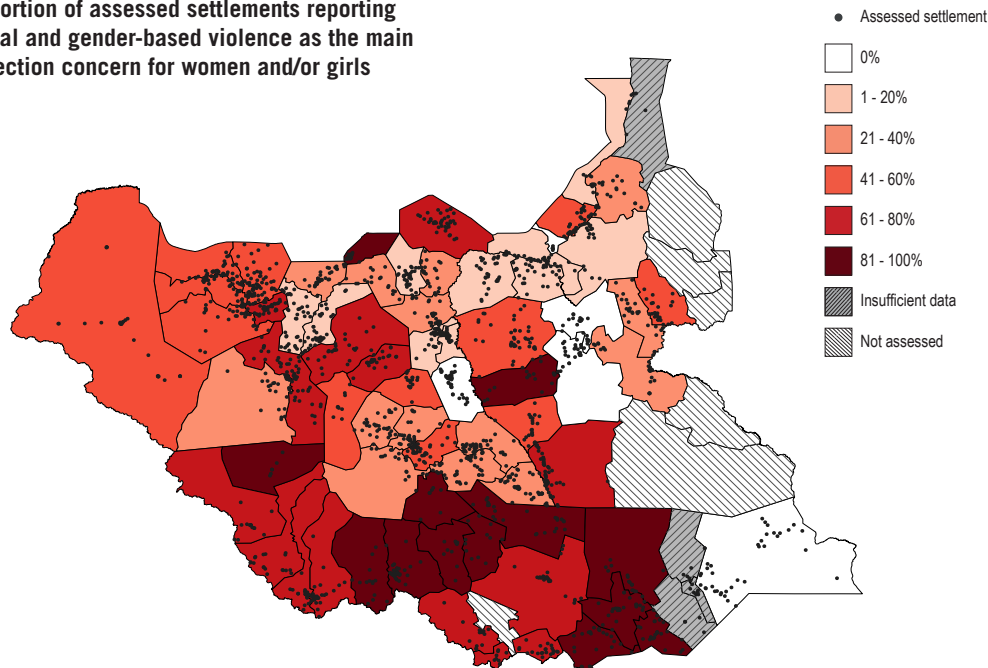 ortion of assessed settlements reporting
al and gender-based violence as the main
ection concern for women and/or girls
Assessed settlement
0%
1 - 20%
21 - 40%
41 - 60%
61 - 80%
81 - 100%
Insufficient data
Not assessed